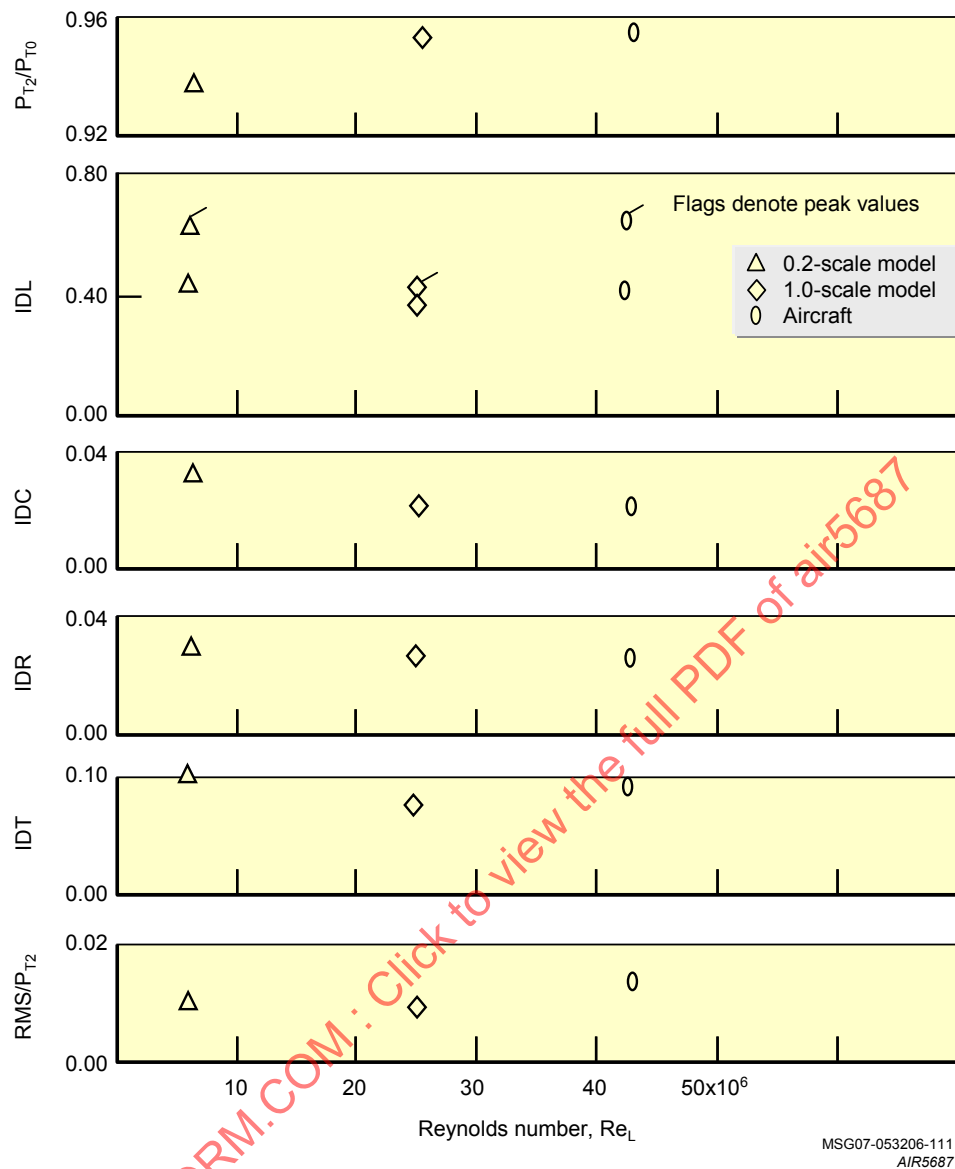 0.96
P_T2/P_T0
0.92
0.80
Flags denote peak values
0.2-scale model
1.0-scale model
Aircraft
IDL
0.40
0.00
0.04
IDC
0.00
0.04
IDR
0.00
0.10
IDT
0.00
0.02
RMS/P_T2
0.00
10 20 30 40 50x10^6
Reynolds number, Re_L
MSG07-053206-111
AIR5687
RM.COM : Click to view the full PDF of air5687